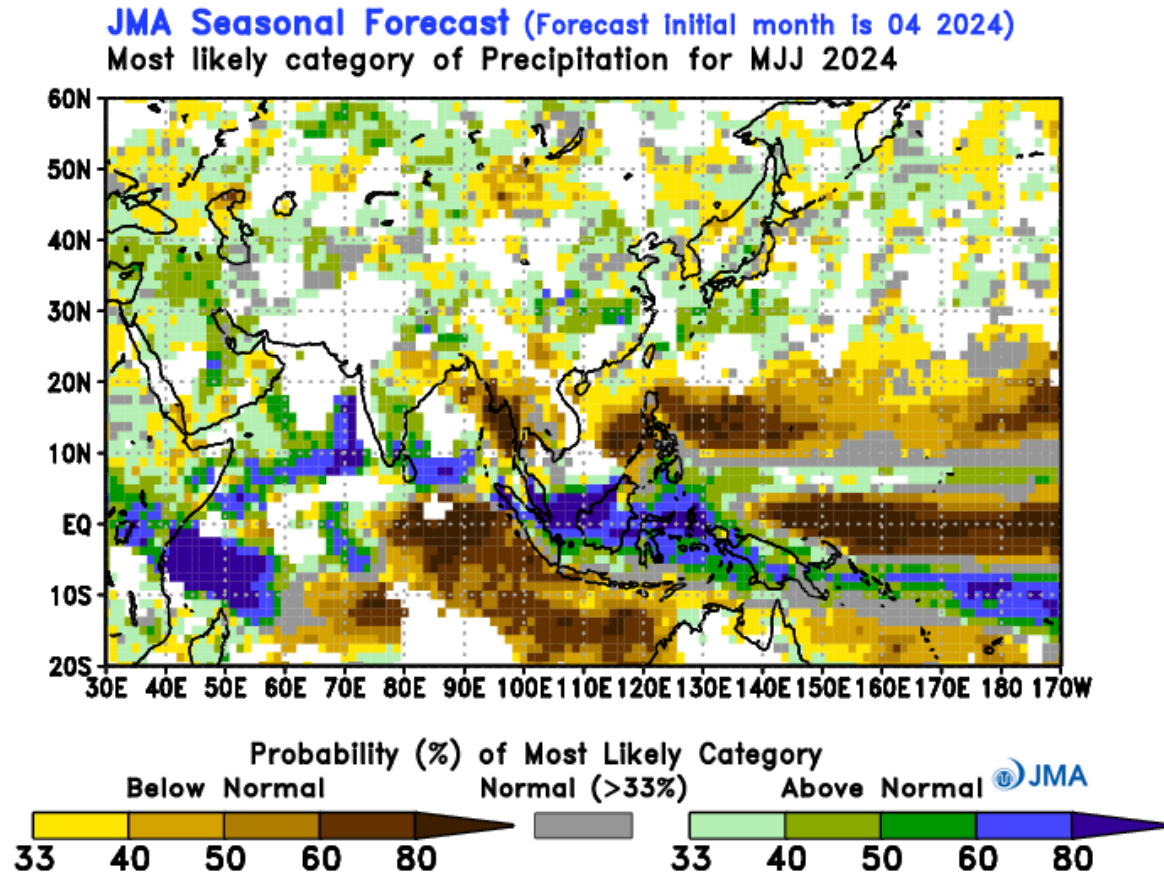 JMA Seasonal Forecast (Forecast initial month is 04 2024)
Most likely category of Precipitation for MJJ 2024
60N
50N
40N
30N
20N
10N
EQ
10S
20S
30E 40E 50E 60E 70E 80E 90E 100E 110E 120E 130E 140E 150E 160E 170E 180 170W
Probability (%) of Most Likely Category
Below Normal Normal (>33%) Above Normal JMA
33 40 50 60 80 33 40 50 60 80